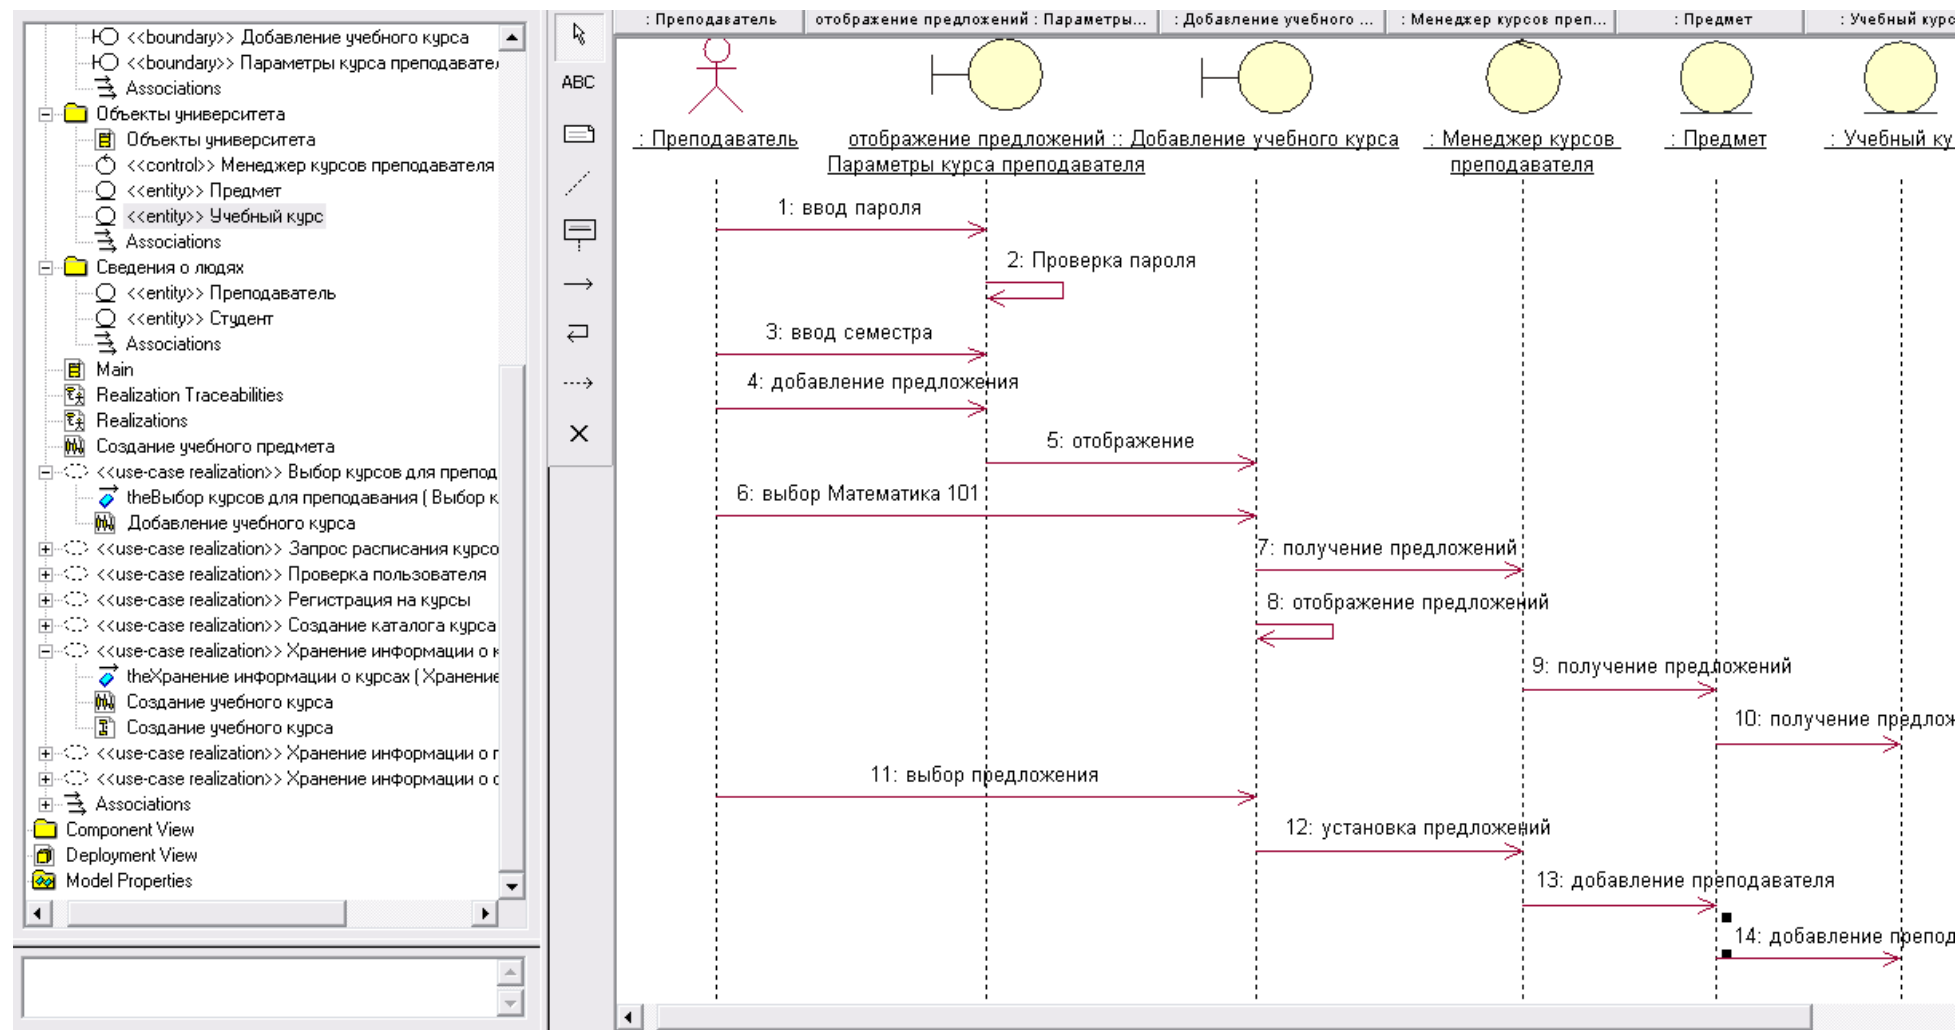 <<boundary>> Добавление учебного курса
<<boundary>> Параметры курса преподавател
Associations
Объекты университета
Объекты университета
<<control>> Менеджер курсов преподавателя
<<entity>> Предмет
<<entity>> Учебный курс
Associations
Сведения о людях
<<entity>> Преподаватель
<<entity>> Студент
Associations
Main
Realization Traceabilities
Realizations
Создание учебного предмета
<<use-case realization>> Выбор курсов для препод
theВыбор курсов для преподавания ( Выбор к
Добавление учебного курса
<<use-case realization>> Запрос расписания курсо
<<use-case realization>> Проверка пользователя
<<use-case realization>> Регистрация на курсы
<<use-case realization>> Создание каталога курса
<<use-case realization>> Хранение информации о к
theХранение информации о курсах ( Хранение
Создание учебного курса
Создание учебного курса
<<use-case realization>> Хранение информации о п
<<use-case realization>> Хранение информации о с
Associations
Component View
Deployment View
Model Properties
ABC
: Преподаватель
отображение предложений : Параметры...
: Добавление учебного ...
: Менеджер курсов преп...
: Предмет
: Учебный курс
: Преподаватель
отображение предложений :
Параметры курса преподавателя
: Добавление учебного курса
: Менеджер курсов
преподавателя
: Предмет
: Учебный ку
1: ввод пароля
2: Проверка пароля
3: ввод семестра
4: добавление предложения
5: отображение
6: выбор Математика 101
7: получение предложений
8: отображение предложений
9: получение предложений
10: получение предлож
11: выбор предложения
12: установка предложений
13: добавление преподавателя
14: добавление препод